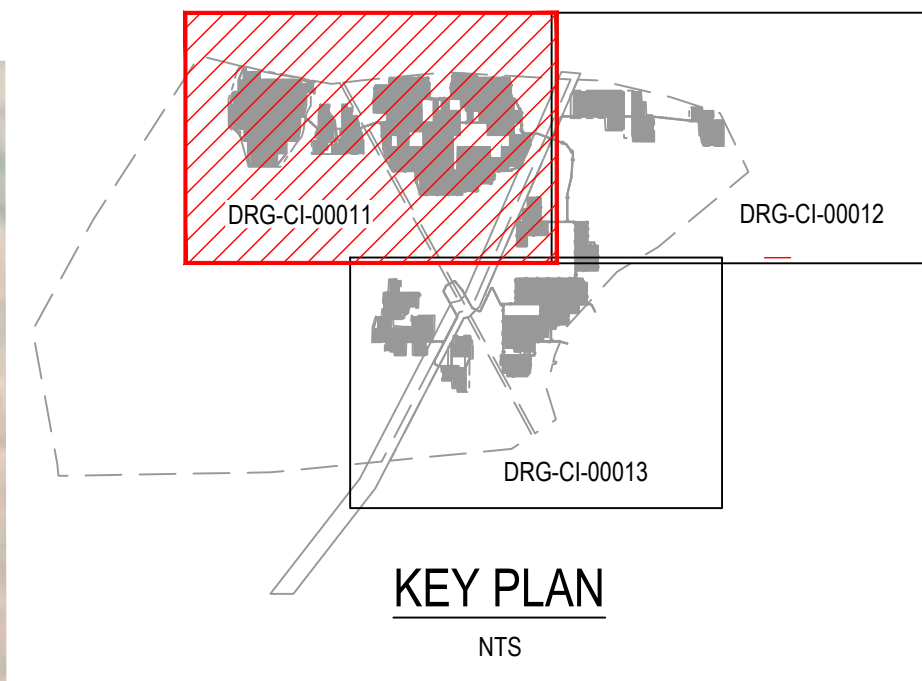 DRG-CI-00011
DRG-CI-00012
DRG-CI-00013
KEY PLAN
NTS